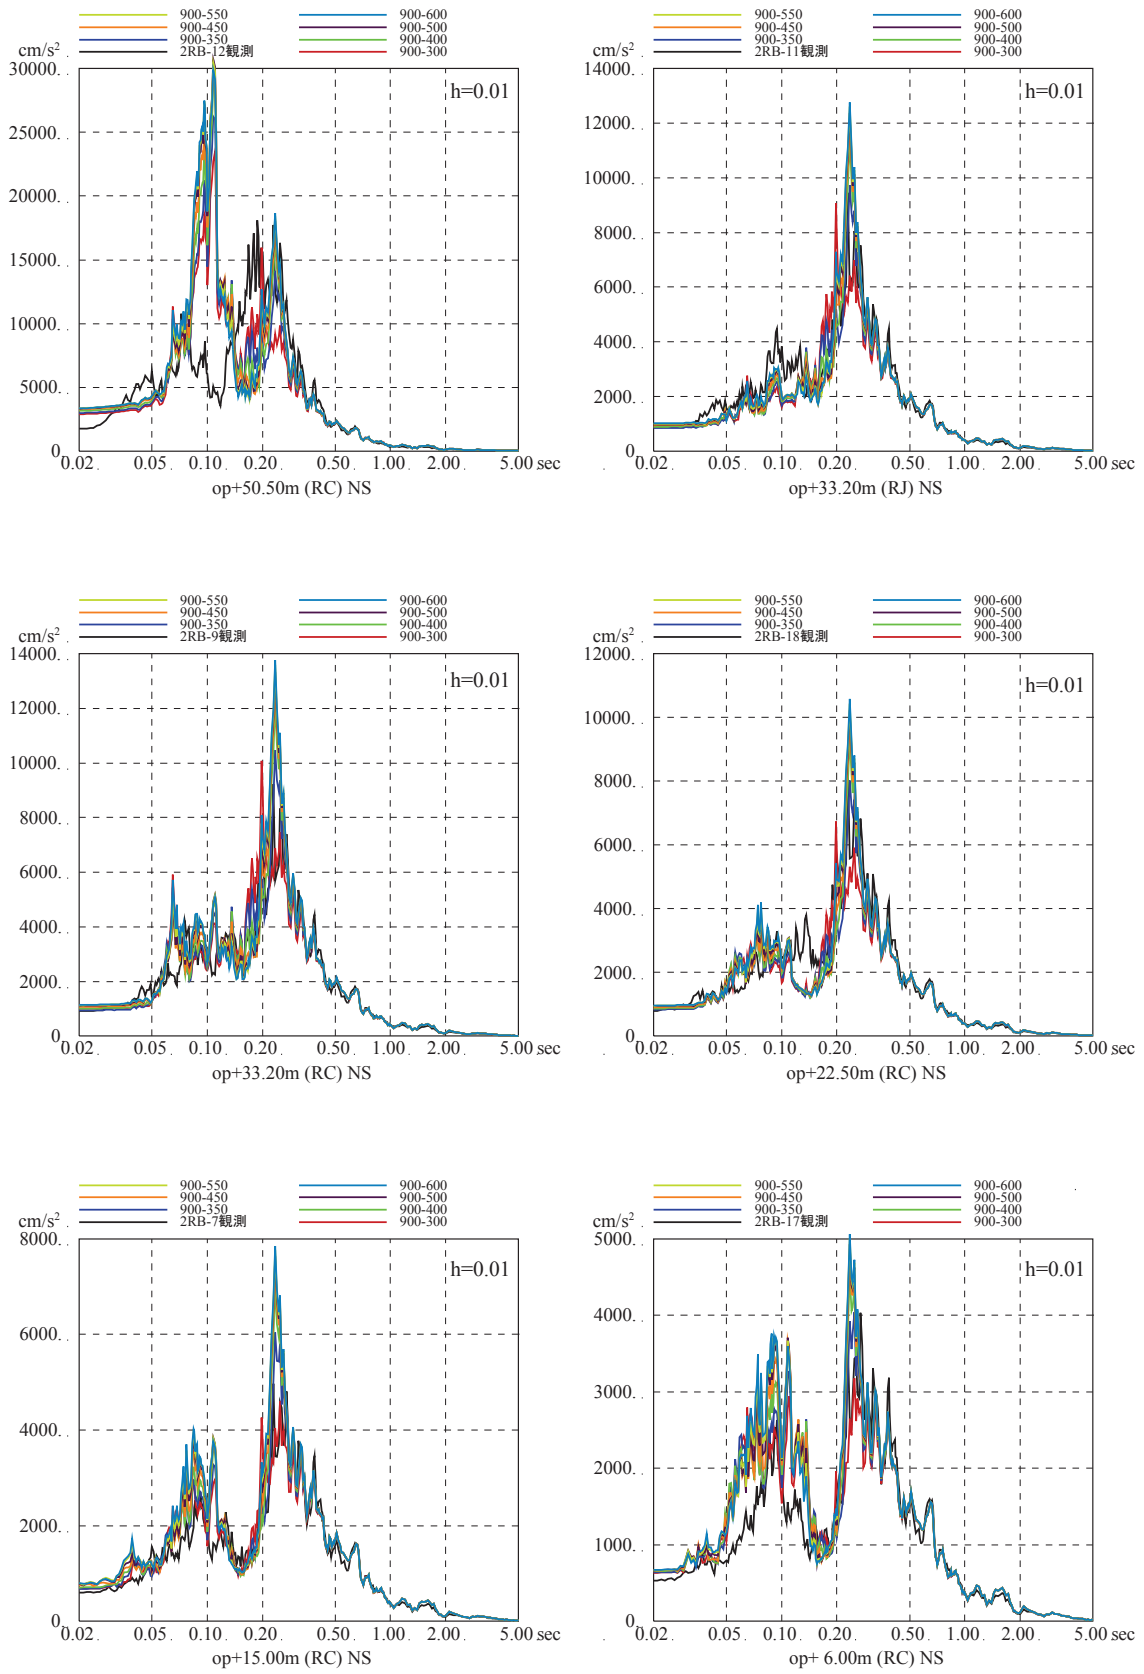 900-550 900-600
900-450 900-500
900-350 900-400
2RB-12観測 900-300
cm/s²
h=0.01
30000.
25000.
20000.
15000.
10000.
5000.
0.
0.02 0.05 0.10 0.20 0.50 1.00 2.00 5.00 sec
op+50.50m (RC) NS
900-550 900-600
900-450 900-500
900-350 900-400
2RB-11観測 900-300
cm/s²
h=0.01
14000.
12000.
10000.
8000.
6000.
4000.
2000.
0.
0.02 0.05 0.10 0.20 0.50 1.00 2.00 5.00 sec
op+33.20m (RJ) NS
900-550 900-600
900-450 900-500
900-350 900-400
2RB-9観測 900-300
cm/s²
h=0.01
14000.
12000.
10000.
8000.
6000.
4000.
2000.
0.
0.02 0.05 0.10 0.20 0.50 1.00 2.00 5.00 sec
op+33.20m (RC) NS
900-550 900-600
900-450 900-500
900-350 900-400
2RB-18観測 900-300
cm/s²
h=0.01
12000.
10000.
8000.
6000.
4000.
2000.
0.
0.02 0.05 0.10 0.20 0.50 1.00 2.00 5.00 sec
op+22.50m (RC) NS
900-550 900-600
900-450 900-500
900-350 900-400
2RB-7観測 900-300
cm/s²
h=0.01
8000.
6000.
4000.
2000.
0.
0.02 0.05 0.10 0.20 0.50 1.00 2.00 5.00 sec
op+15.00m (RC) NS
900-550 900-600
900-450 900-500
900-350 900-400
2RB-17観測 900-300
cm/s²
h=0.01
5000.
4000.
3000.
2000.
1000.
0.
0.02 0.05 0.10 0.20 0.50 1.00 2.00 5.00 sec
op+ 6.00m (RC) NS